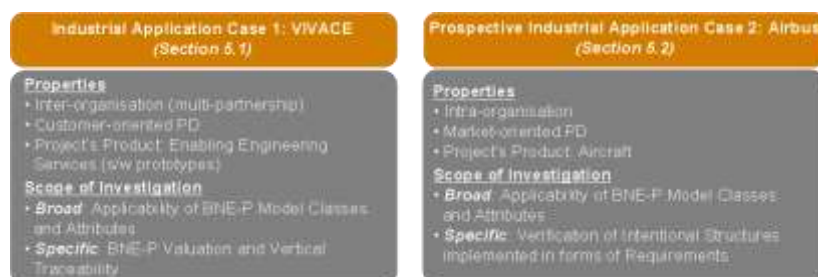 Industrial Application Case 1: VIVACE
(Section 5.1)
Properties
• Inter-organisation (multi-partnership)
• Customer-oriented PD
• Project's Product: Enabling Engineering
Services (s/w prototypes)
Scope of Investigation
• Broad: Applicability of BNE-P Model Classes
and Attributes
• Specific: BNE-P Valuation and Vertical
Traceability
Prospective Industrial Application Case 2: Airbus
(Section 5.2)
Properties
• Intra-organisation
• Market-oriented PD
• Project's Product: Aircraft
Scope of Investigation
• Broad: Applicability of BNE-P Model Classes
and Attributes
• Specific: Verification of Intentional Structures
implemented in forms of Requirements